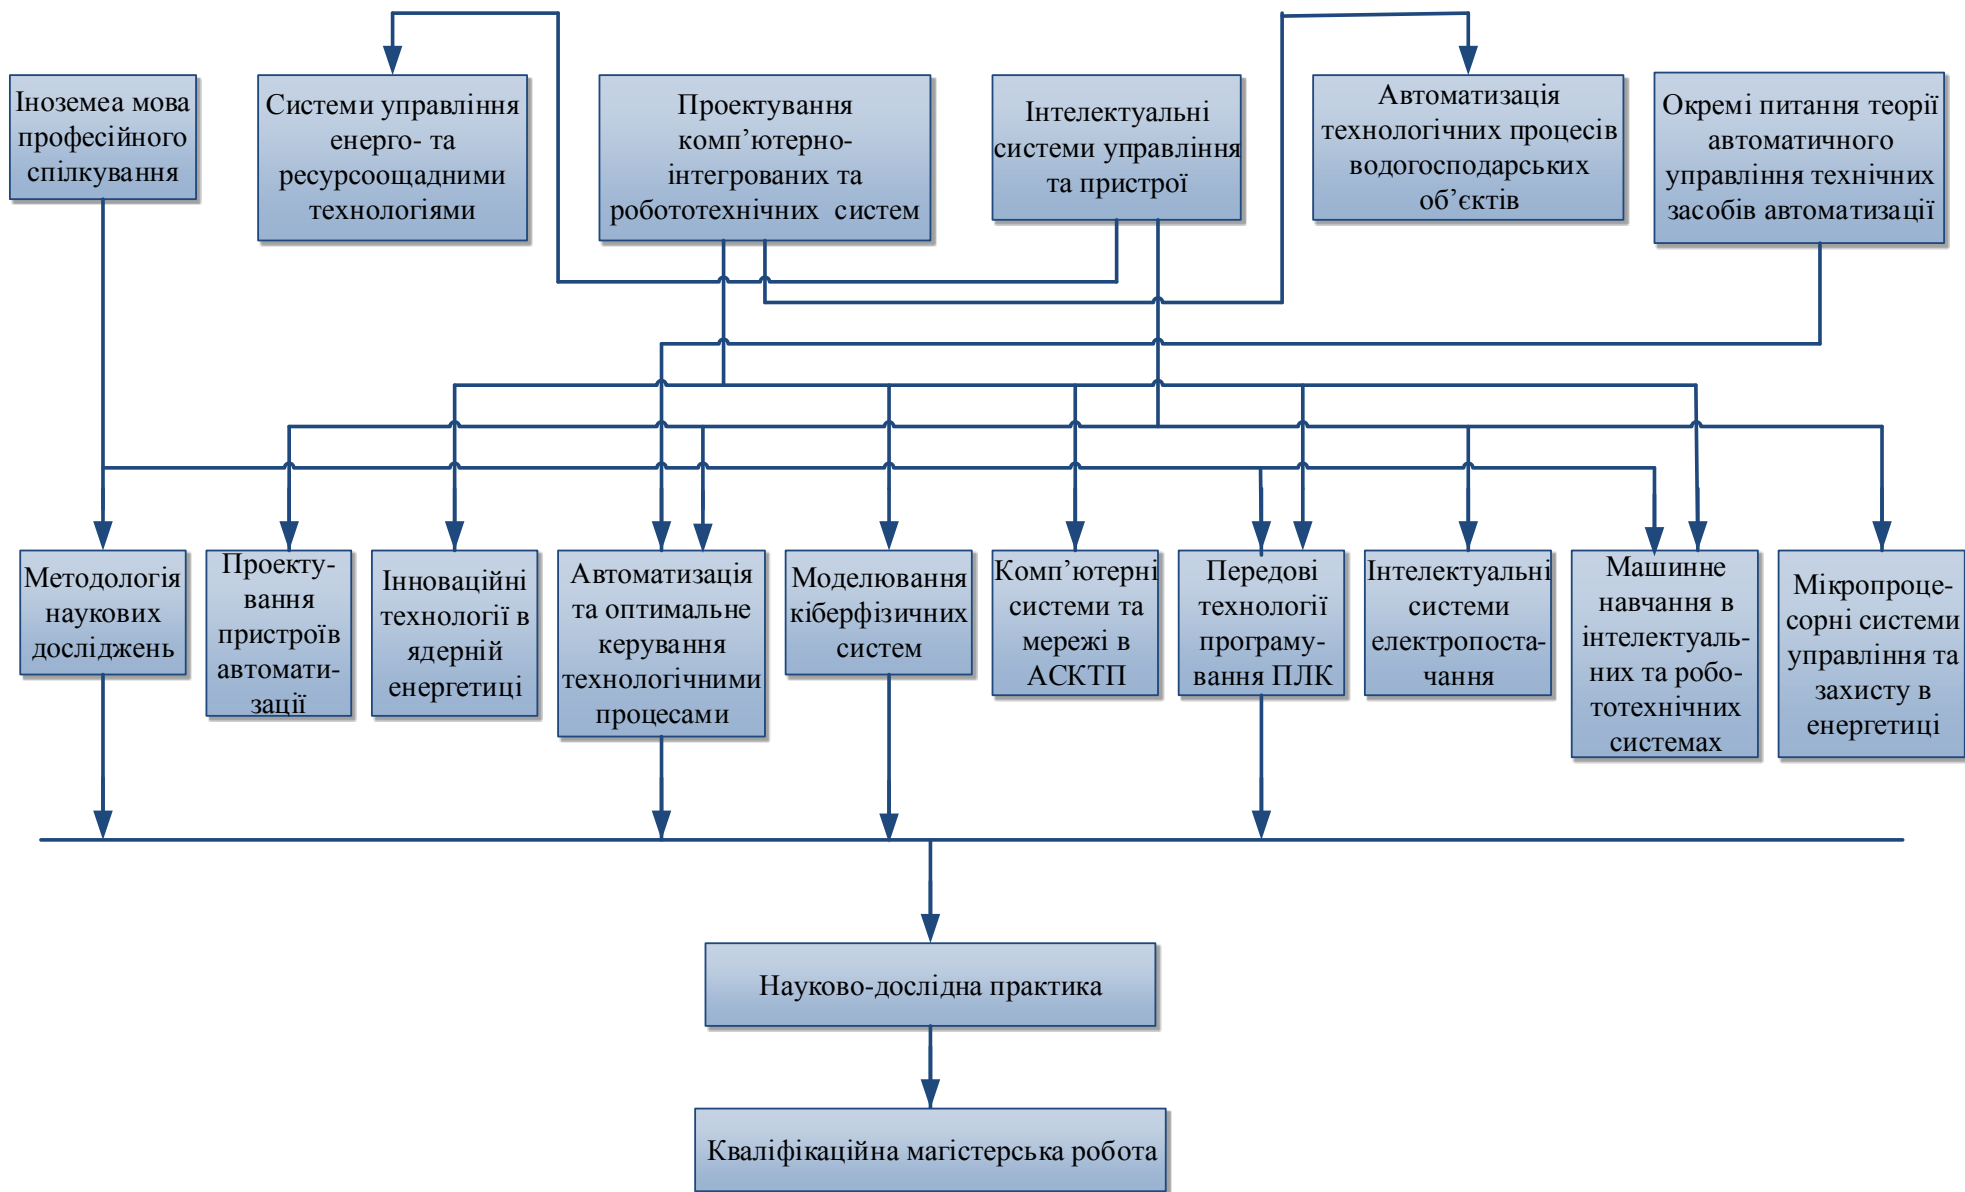 Іноземеа мова
професійного
спілкування
Системи управління
енерго- та
ресурсоощадними
технологіями
Проектування
комп’ютерно-
інтегрованих та
робототехнічних систем
Інтелектуальні
системи управління
та пристрої
Автоматизація
технологічних процесів
водогосподарських
об’єктів
Окремі питання теорії
автоматичного
управління технічних
засобів автоматизації
Методологія
наукових
досліджень
Проекту-
вання
пристроїв
автомати-
зації
Інноваційні
технології в
ядерній
енергетиці
Автоматизація
та оптимальне
керування
технологічними
процесами
Моделювання
кіберфізичних
систем
Комп’ютерні
системи та
мережі в
АСКТП
Передові
технології
програму-
вання ПЛК
Інтелектуальні
системи
електропоста-
чання
Машинне
навчання в
інтелектуаль-
них та робо-
тотехнічних
системах
Мікропроце-
сорні системи
управління та
захисту в
енергетиці
Науково-дослідна практика
Кваліфікаційна магістерська робота